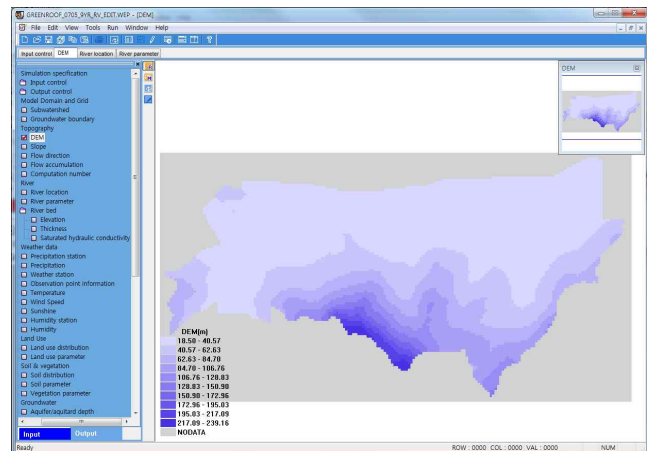 GREENROOF_0705_9YR_RV_EDIT.WEP - [DEM]
File Edit View Tools Run Window Help
Input control DEM River location River parameter
Simulation specification
Input control
Output control
Model Domain and Grid
Subwatershed
Groundwater boundary
Topography
DEM
Slope
Flow direction
Flow accumulation
Computation number
River
River location
River parameter
River bed
Elevation
Thickness
Saturated hydraulic conductivity
Weather data
Precipitation station
Precipitation
Weather station
Observation point information
Temperature
Wind Speed
Sunshine
Humidity station
Humidity
Land Use
Land use distribution
Land use parameter
Soil & vegetation
Soil distribution
Soil parameter
Vegetation parameter
Groundwater
Aquifer/aquitard depth
Input Output
DEM
DEM(m)
18.50 - 40.57
40.57 - 62.63
62.63 - 84.70
84.70 - 106.76
106.76 - 128.83
128.83 - 150.90
150.90 - 172.96
172.96 - 195.03
195.03 - 217.09
217.09 - 239.16
NODATA
Ready
ROW : 0000 COL : 0000 VAL : 0000 NUM